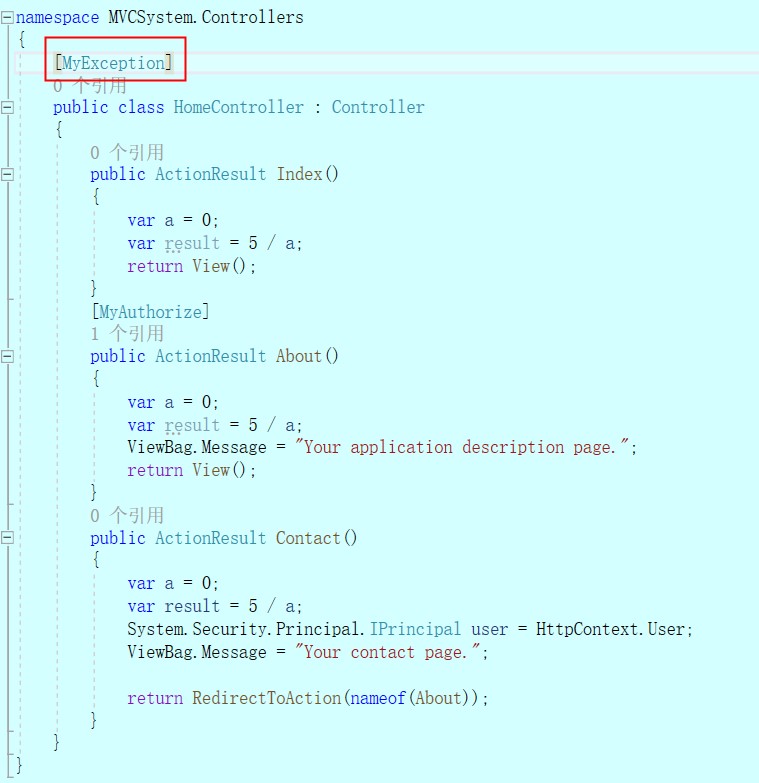 namespace MVCSystem.Controllers
{
[MyException]
0 个引用
public class HomeController : Controller
{
0 个引用
public ActionResult Index()
{
var a = 0;
var result = 5 / a;
return View();
}
[MyAuthorize]
1 个引用
public ActionResult About()
{
var a = 0;
var result = 5 / a;
ViewBag.Message = "Your application description page.";
return View();
}
0 个引用
public ActionResult Contact()
{
var a = 0;
var result = 5 / a;
System.Security.Principal.IPrincipal user = HttpContext.User;
ViewBag.Message = "Your contact page.";
return RedirectToAction(nameof(About));
}
}
}